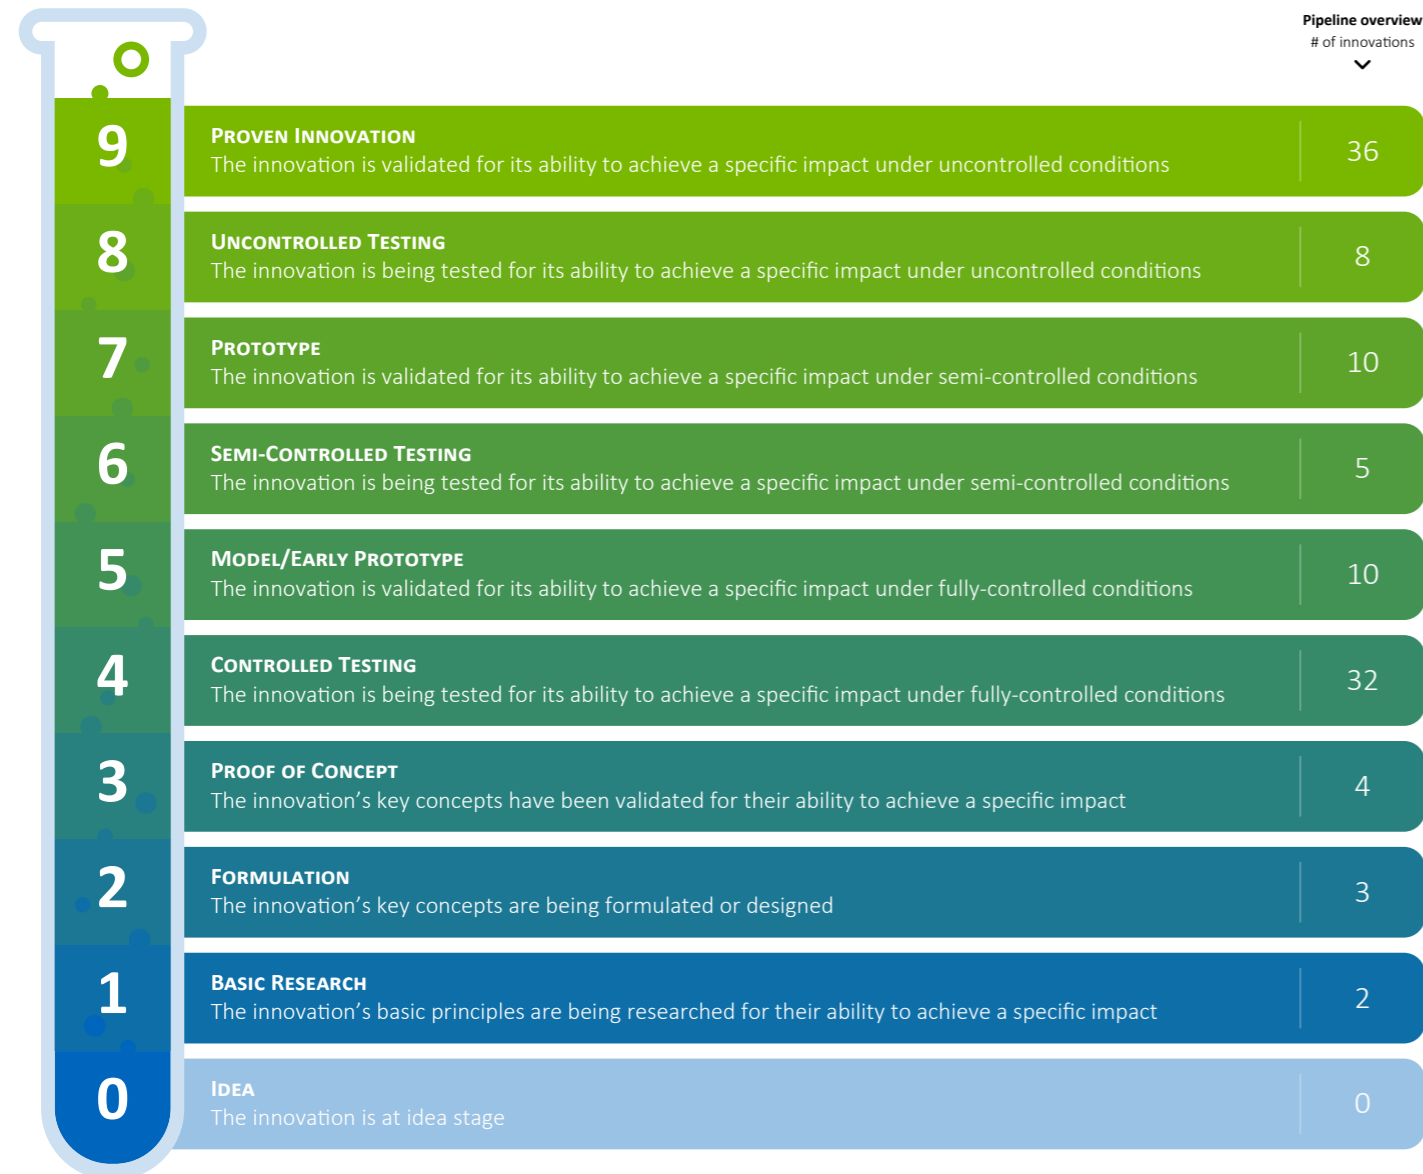 Pipeline overview
# of innovations
9
PROVEN INNOVATION
The innovation is validated for its ability to achieve a specific impact under uncontrolled conditions
36
8
UNCONTROLLED TESTING
The innovation is being tested for its ability to achieve a specific impact under uncontrolled conditions
8
7
PROTOTYPE
The innovation is validated for its ability to achieve a specific impact under semi-controlled conditions
10
6
SEMI-CONTROLLED TESTING
The innovation is being tested for its ability to achieve a specific impact under semi-controlled conditions
5
5
MODEL/EARLY PROTOTYPE
The innovation is validated for its ability to achieve a specific impact under fully-controlled conditions
10
4
CONTROLLED TESTING
The innovation is being tested for its ability to achieve a specific impact under fully-controlled conditions
32
3
PROOF OF CONCEPT
The innovation’s key concepts have been validated for their ability to achieve a specific impact
4
2
FORMULATION
The innovation’s key concepts are being formulated or designed
3
1
BASIC RESEARCH
The innovation’s basic principles are being researched for their ability to achieve a specific impact
2
0
IDEA
The innovation is at idea stage
0